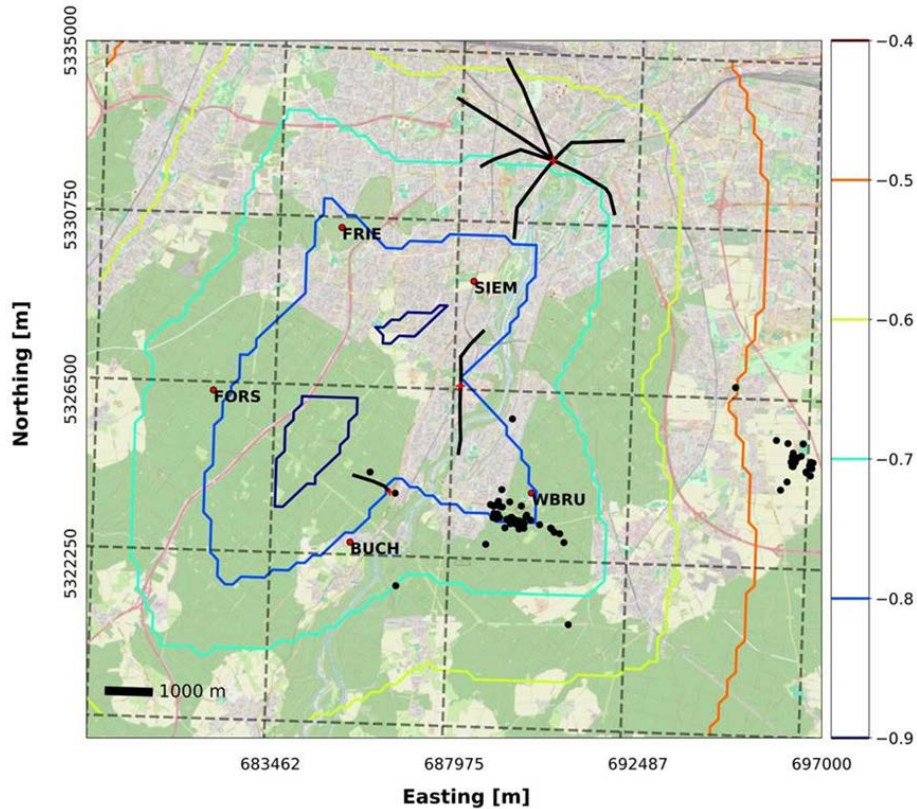 5335000
−0.4
−0.5
5330750
FRIE
SIEM
−0.6
Northing [m]
5326500
FORS
−0.7
WBRU
BUCH
5322250
−0.8
1000 m
−0.9
683462
687975
692487
697000
Easting [m]